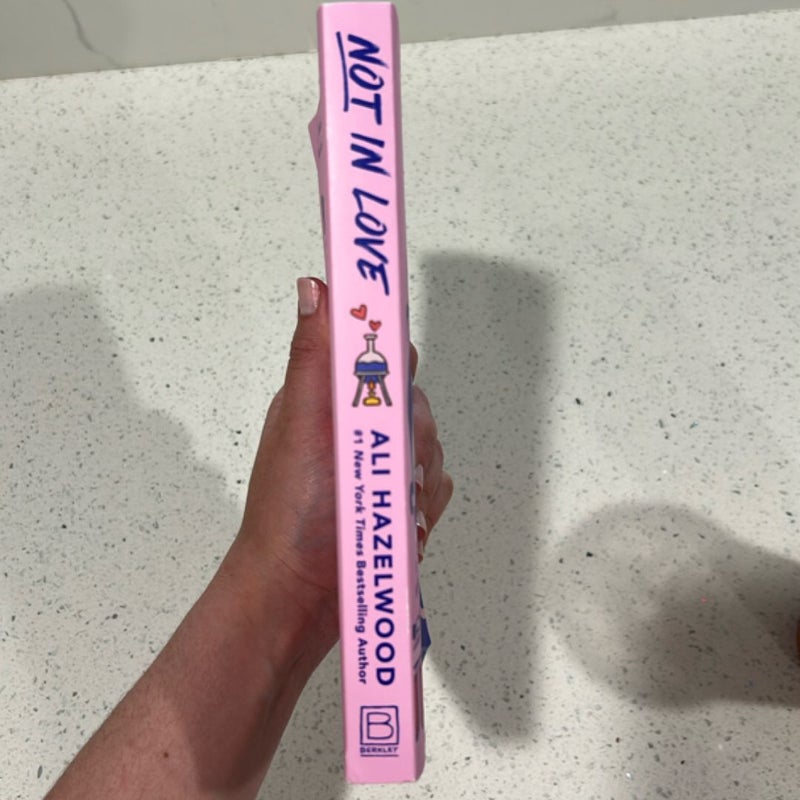 NOT IN LOVE
ALI HAZELWOOD
#1 New York Times Bestselling Author
B
BERKLEY